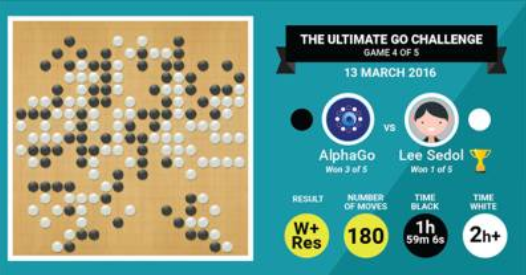 THE ULTIMATE GO CHALLENGE
GAME 4 OF 5
13 MARCH 2016
VS
AlphaGo
Won 3 of 5
Lee Sedol
Won 1 of 5
RESULT
W+
Res
NUMBER
OF MOVES
180
TIME
BLACK
1h
59m 6s
TIME
WHITE
2h+